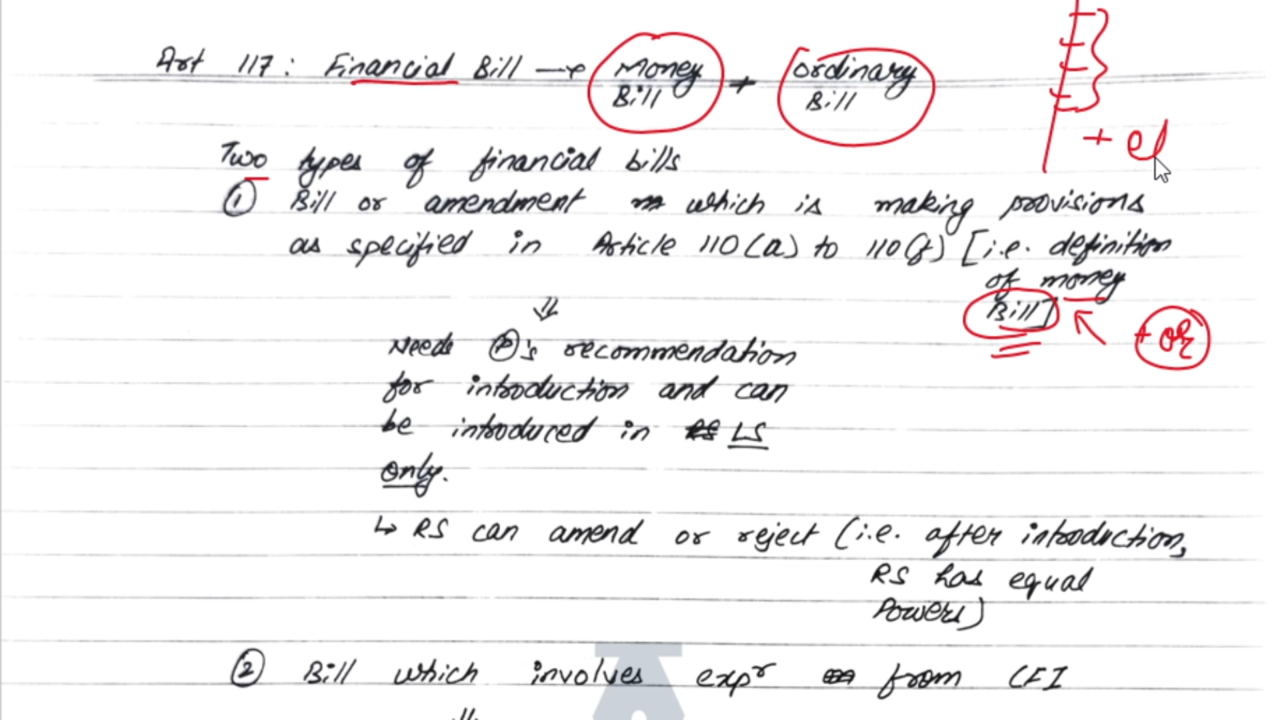 Art 117: Financial Bill → Money Bill + Ordinary Bill
+ el
Two types of financial bills
① Bill or amendment which is making provisions
as specified in Article 110(a) to 110(f) [i.e. definition
of money
Bill]
+ OR
⇓
Needs Ⓟ's recommendation
for introduction and can
be introduced in RS LS
only.
↳ RS can amend or reject (i.e. after introduction,
RS has equal
Powers)
② Bill which involves expr from CFI
⇓